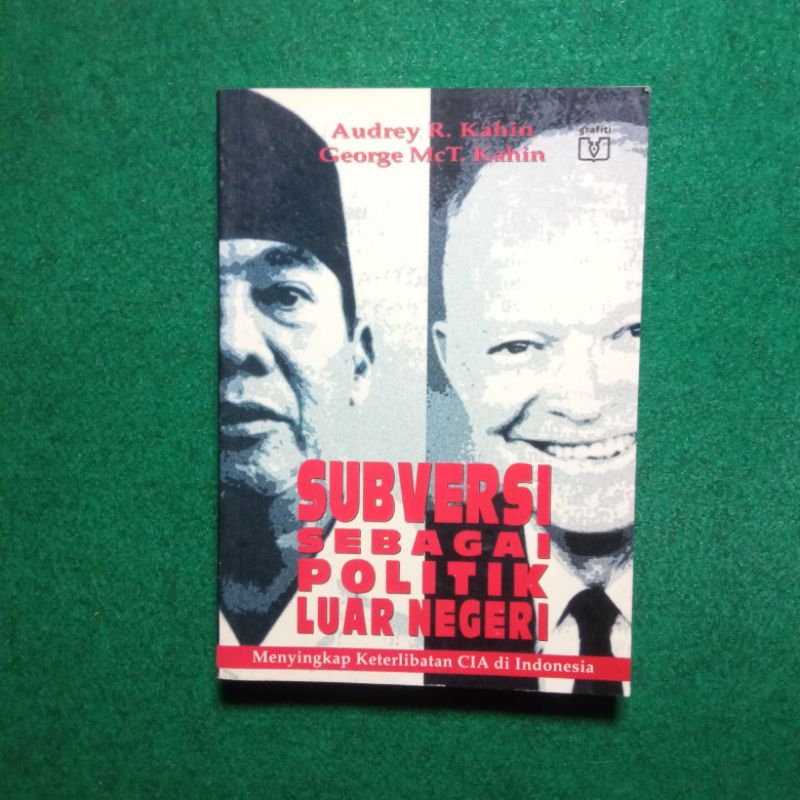 Audrey R. Kahin
George McT. Kahin
grafiti
SUBVERSI
SEBAGAI
POLITIK
LUAR NEGERI
Menyingkap Keterlibatan CIA di Indonesia